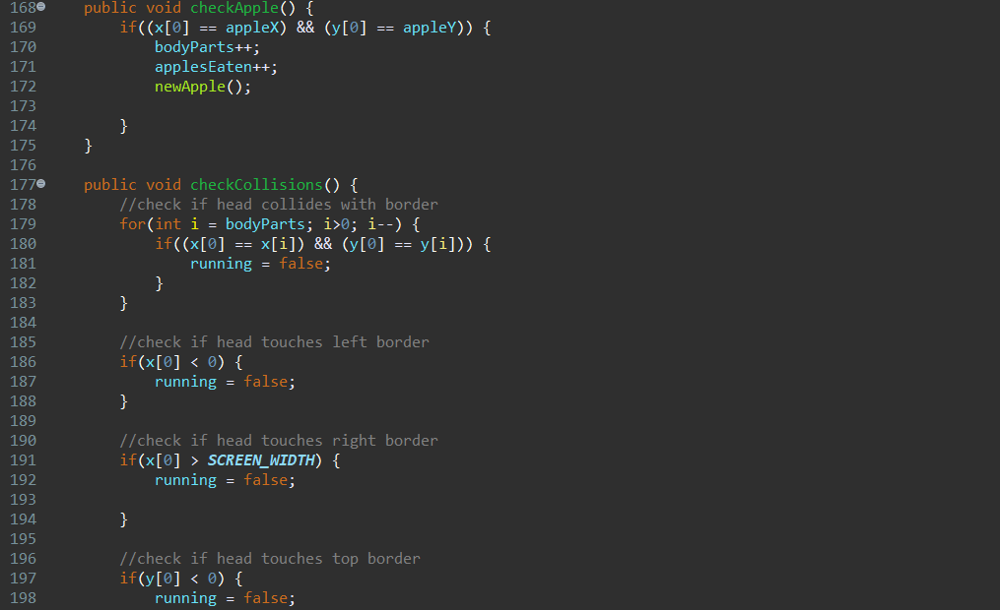 168 public void checkApple() {
169 if((x[0] == appleX) && (y[0] == appleY)) {
170 bodyParts++;
171 applesEaten++;
172 newApple();
173
174 }
175 }
176
177 public void checkCollisions() {
178 //check if head collides with border
179 for(int i = bodyParts; i>0; i--) {
180 if((x[0] == x[i]) && (y[0] == y[i])) {
181 running = false;
182 }
183 }
184
185 //check if head touches left border
186 if(x[0] < 0) {
187 running = false;
188 }
189
190 //check if head touches right border
191 if(x[0] > SCREEN_WIDTH) {
192 running = false;
193
194 }
195
196 //check if head touches top border
197 if(y[0] < 0) {
198 running = false;